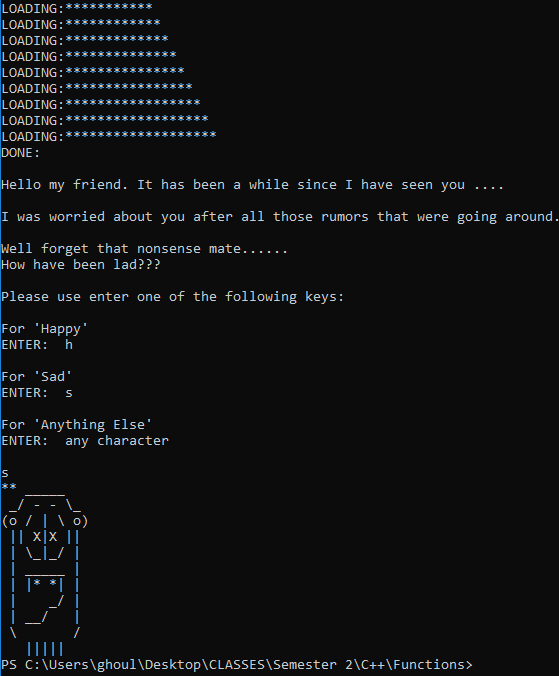 LOADING:***********
LOADING:************
LOADING:*************
LOADING:**************
LOADING:***************
LOADING:****************
LOADING:*****************
LOADING:******************
LOADING:*******************
DONE:

Hello my friend. It has been a while since I have seen you ....

I was worried about you after all those rumors that were going around.

Well forget that nonsense mate......
How have been lad???

Please use enter one of the following keys:

For 'Happy'
ENTER:  h

For 'Sad'
ENTER:  s

For 'Anything Else'
ENTER:  any character

s
** _____
 _/ - - \_
(o / | \ o)
 || X|X ||
 | \_|_/ |
 | _____ |
 | |* *| |
 |    _/ |
 | __/   |
 \       /
   |||||
PS C:\Users\ghoul\Desktop\CLASSES\Semester 2\C++\Functions>